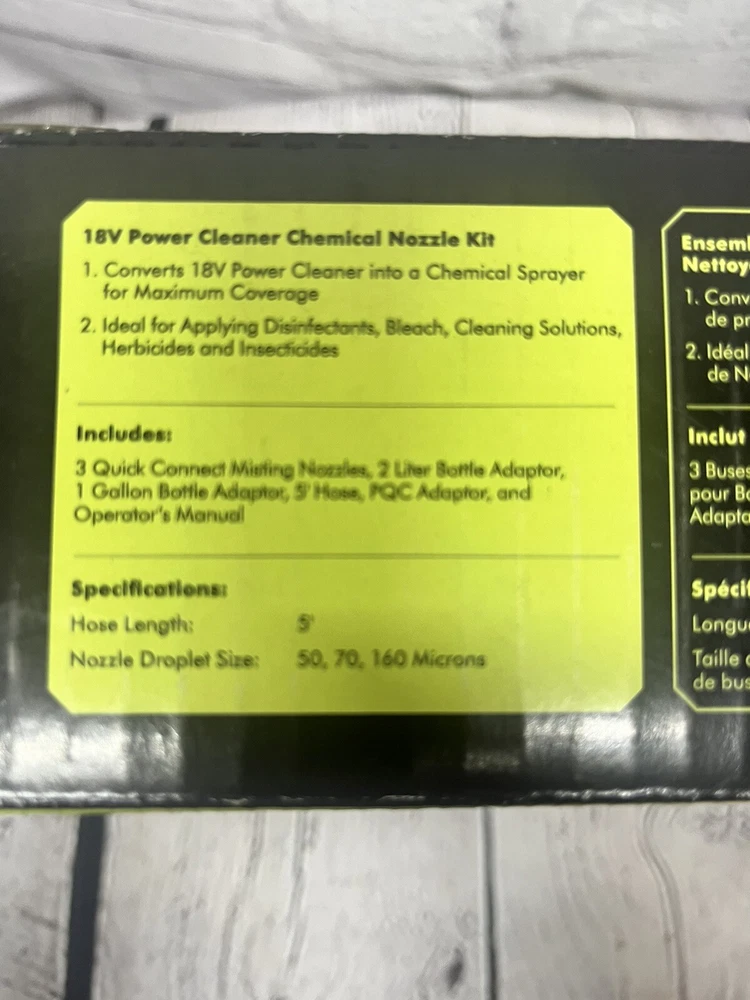 18V Power Cleaner Chemical Nozzle Kit
1. Converts 18V Power Cleaner into a Chemical Sprayer
for Maximum Coverage
2. Ideal for Applying Disinfectants, Bleach, Cleaning Solutions,
Herbicides and Insecticides
Includes:
3 Quick Connect Misting Nozzles, 2 Liter Bottle Adaptor,
1 Gallon Bottle Adaptor, 5' Hose, PQC Adaptor, and
Operator's Manual
Specifications:
Hose Length: 5'
Nozzle Droplet Size: 50, 70, 160 Microns
Ensembl
Nettoy
1. Conv
de pr
2. Idéal
de N
Inclut
3 Buses
pour Bo
Adapta
Spécif
Longu
Taille d
de bus